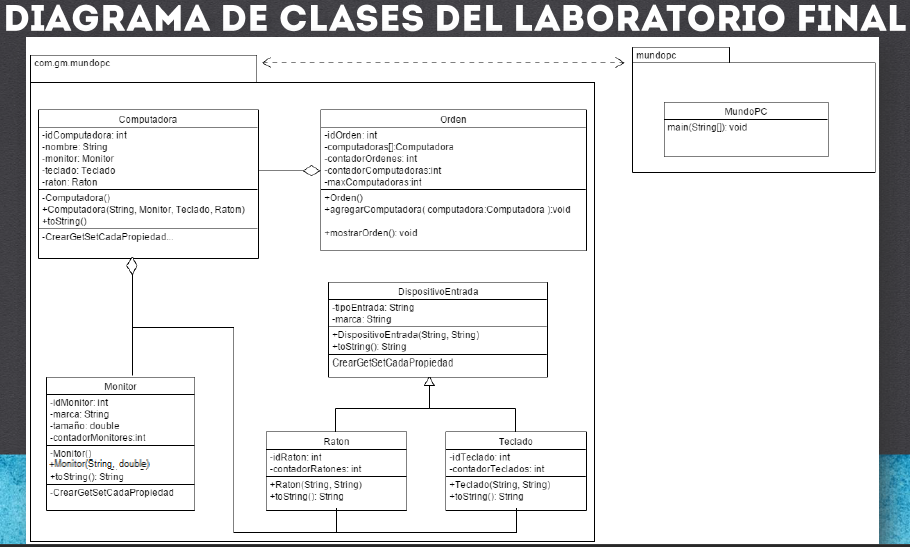 DIAGRAMA DE CLASES DEL LABORATORIO FINAL
com.gm.mundopc
mundopc
MundoPC
main(String[]): void
Computadora
-idComputadora: int
-nombre: String
-monitor: Monitor
-teclado: Teclado
-raton: Raton
-Computadora()
+Computadora(String, Monitor, Teclado, Raton)
+toString()
-CrearGetSetCadaPropiedad...
Orden
-idOrden: int
-computadoras[]:Computadora
-contadorOrdenes: int
-contadorComputadoras:int
-maxComputadoras:int
+Orden()
+agregarComputadora( computadora:Computadora ):void
+mostrarOrden(): void
DispositivoEntrada
-tipoEntrada: String
-marca: String
+DispositivoEntrada(String, String)
+toString(): String
CrearGetSetCadaPropiedad
Monitor
-idMonitor: int
-marca: String
-tamaño: double
-contadorMonitores:int
-Monitor()
+Monitor(String, double)
+toString(): String
-CrearGetSetCadaPropiedad
Raton
-idRaton: int
-contadorRatones: int
+Raton(String, String)
+toString(): String
Teclado
-idTeclado: int
-contadorTeclados: int
+Teclado(String, String)
+toString(): String